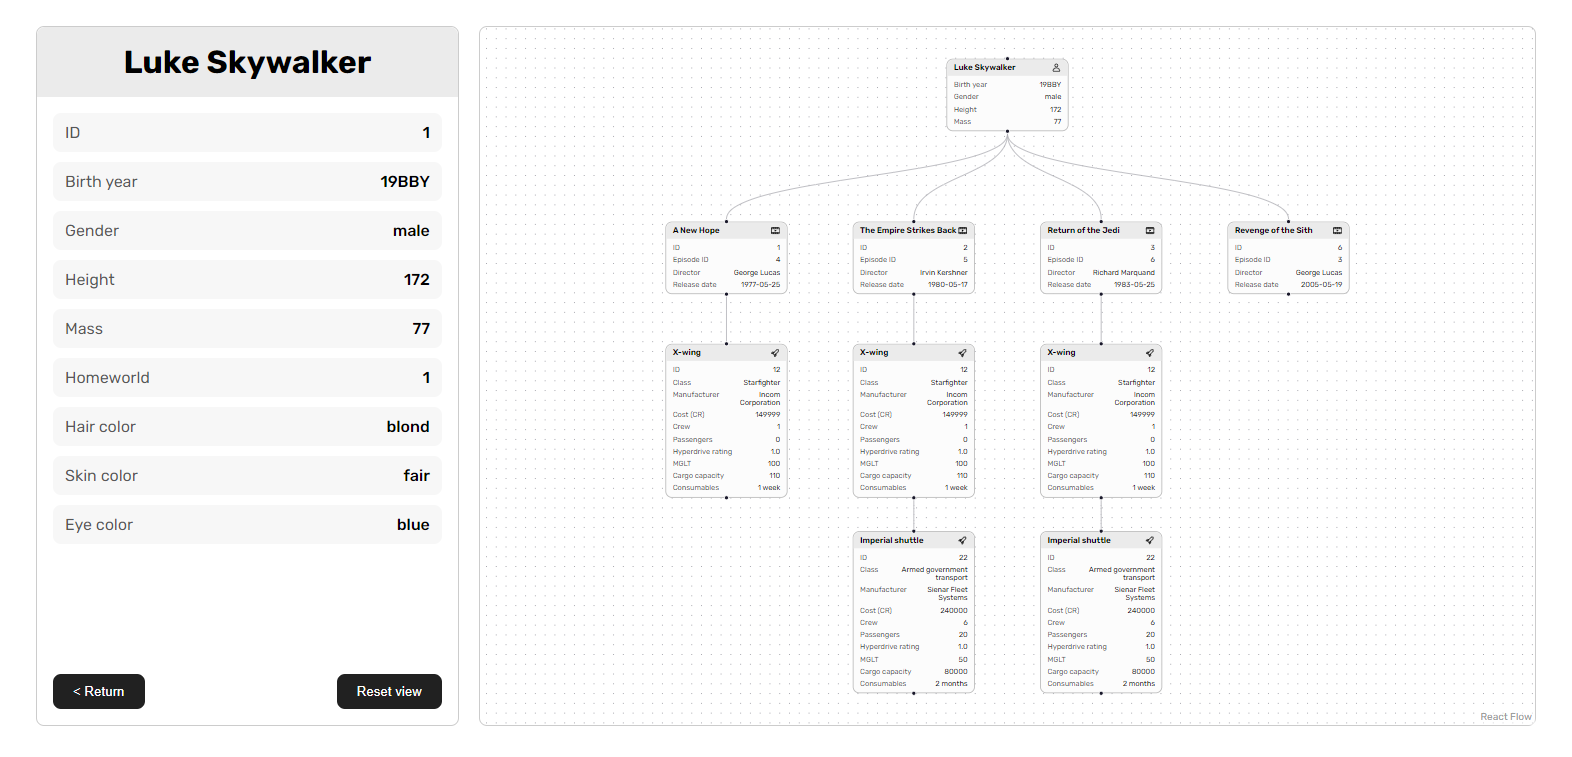 Luke Skywalker
ID 1
Birth year 19BBY
Gender male
Height 172
Mass 77
Homeworld 1
Hair color blond
Skin color fair
Eye color blue
< Return
Reset view
Luke Skywalker
Birth year 19BBY
Gender male
Height 172
Mass 77
A New Hope
ID 1
Episode ID 4
Director George Lucas
Release date 1977-05-25
The Empire Strikes Back
ID 2
Episode ID 5
Director Irvin Kershner
Release date 1980-05-17
Return of the Jedi
ID 3
Episode ID 6
Director Richard Marquand
Release date 1983-05-25
Revenge of the Sith
ID 6
Episode ID 3
Director George Lucas
Release date 2005-05-19
X-wing
ID 12
Class Starfighter
Manufacturer Incom
Corporation
Cost (CR) 149999
Crew 1
Passengers 0
Hyperdrive rating 1.0
MGLT 100
Cargo capacity 110
Consumables 1 week
X-wing
ID 12
Class Starfighter
Manufacturer Incom
Corporation
Cost (CR) 149999
Crew 1
Passengers 0
Hyperdrive rating 1.0
MGLT 100
Cargo capacity 110
Consumables 1 week
X-wing
ID 12
Class Starfighter
Manufacturer Incom
Corporation
Cost (CR) 149999
Crew 1
Passengers 0
Hyperdrive rating 1.0
MGLT 100
Cargo capacity 110
Consumables 1 week
Imperial shuttle
ID 22
Class Armed government
transport
Manufacturer Sienar Fleet
Systems
Cost (CR) 240000
Crew 6
Passengers 20
Hyperdrive rating 1.0
MGLT 50
Cargo capacity 80000
Consumables 2 months
Imperial shuttle
ID 22
Class Armed government
transport
Manufacturer Sienar Fleet
Systems
Cost (CR) 240000
Crew 6
Passengers 20
Hyperdrive rating 1.0
MGLT 50
Cargo capacity 80000
Consumables 2 months
React Flow